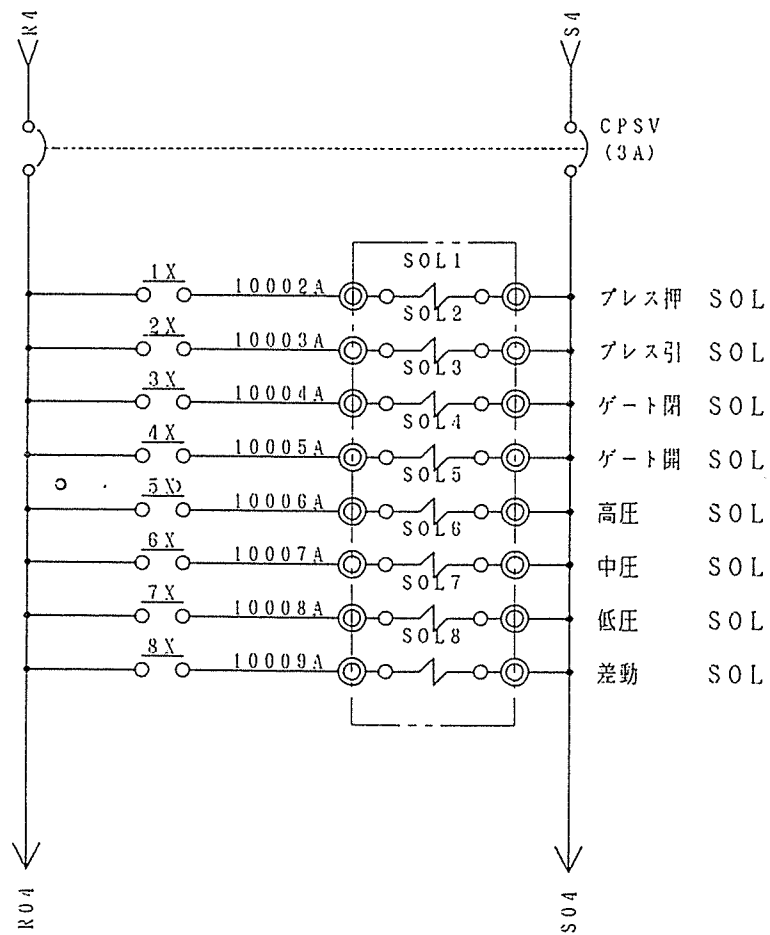 R4
S4
CPSV
(3A)
SOL1
1X 10002A プレス押 SOL
SOL2
2X 10003A プレス引 SOL
SOL3
3X 10004A ゲート閉 SOL
SOL4
4X 10005A ゲート開 SOL
SOL5
5X 10006A 高圧 SOL
SOL6
6X 10007A 中圧 SOL
SOL7
7X 10008A 低圧 SOL
SOL8
8X 10009A 差動 SOL
R04
S04